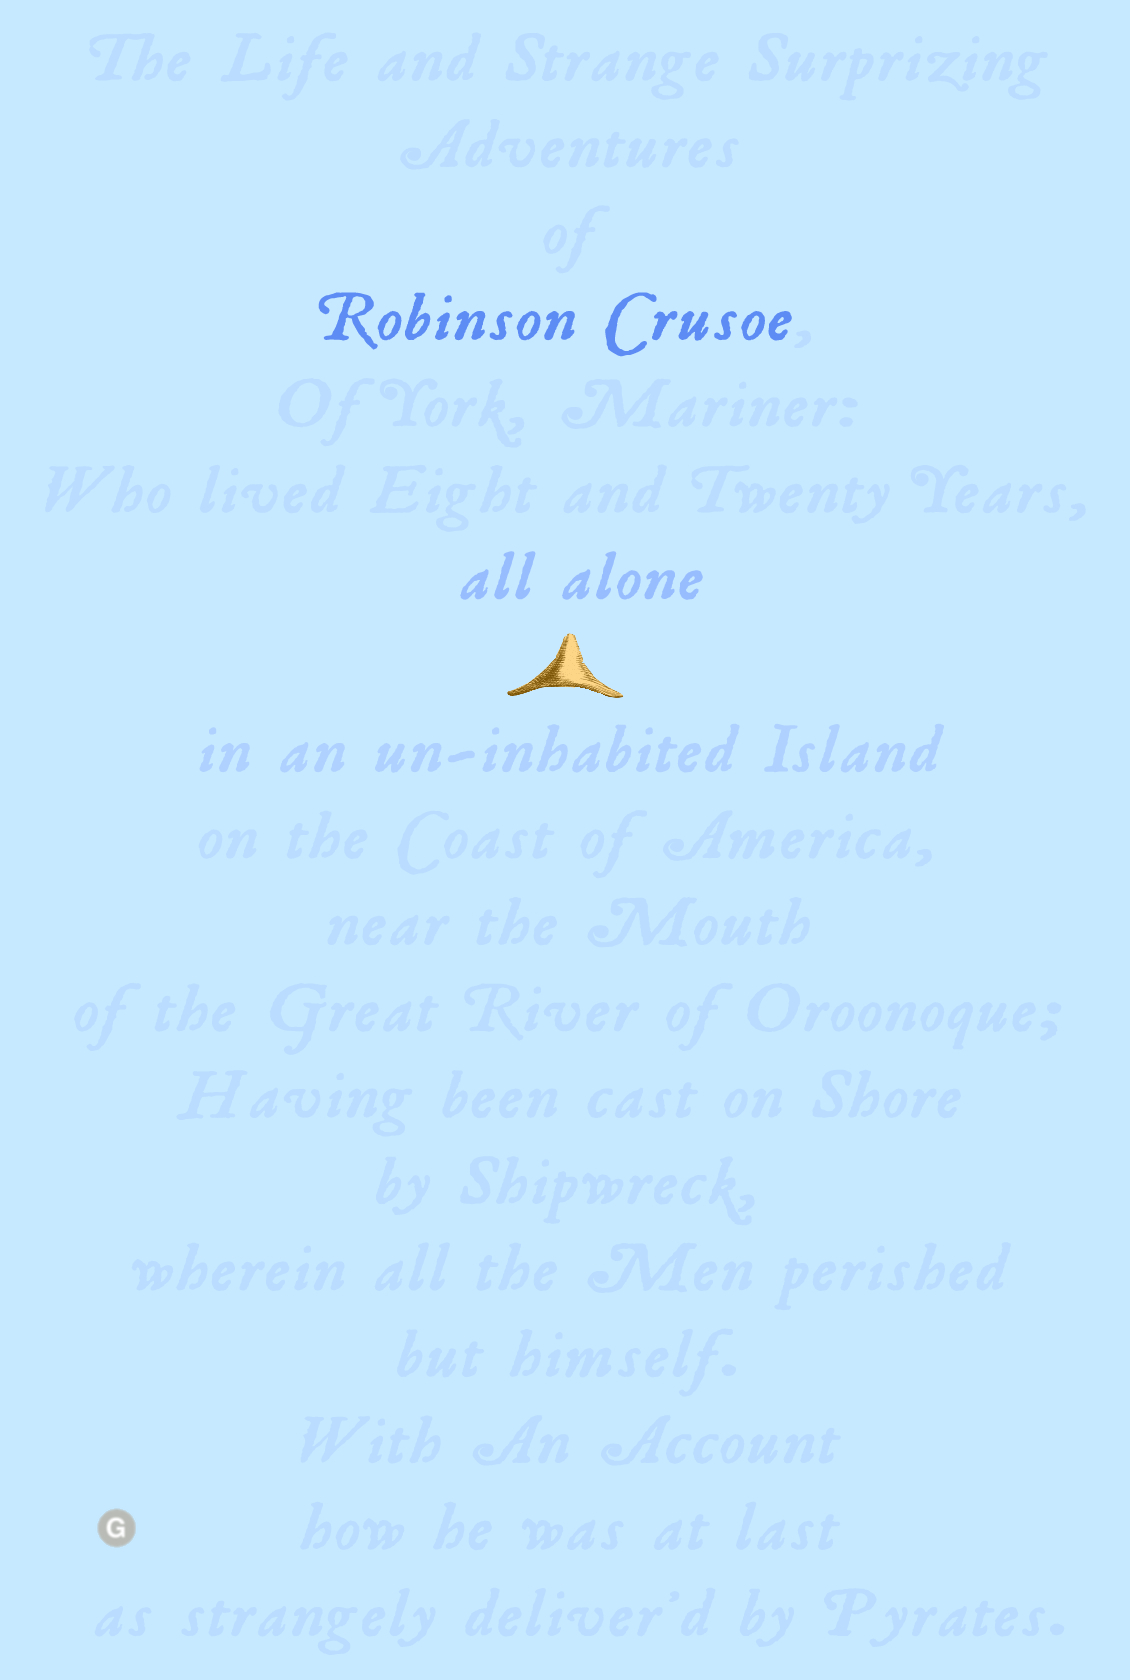 The Life and Strange Surprizing
Adventures
of
Robinson Crusoe,
Of York, Mariner:
Who lived Eight and Twenty Years,
all alone
in an un-inhabited Island
on the Coast of America,
near the Mouth
of the Great River of Oroonoque;
Having been cast on Shore
by Shipwreck,
wherein all the Men perished
but himself.
With An Account
how he was at last
as strangely deliver'd by Pyrates.
G